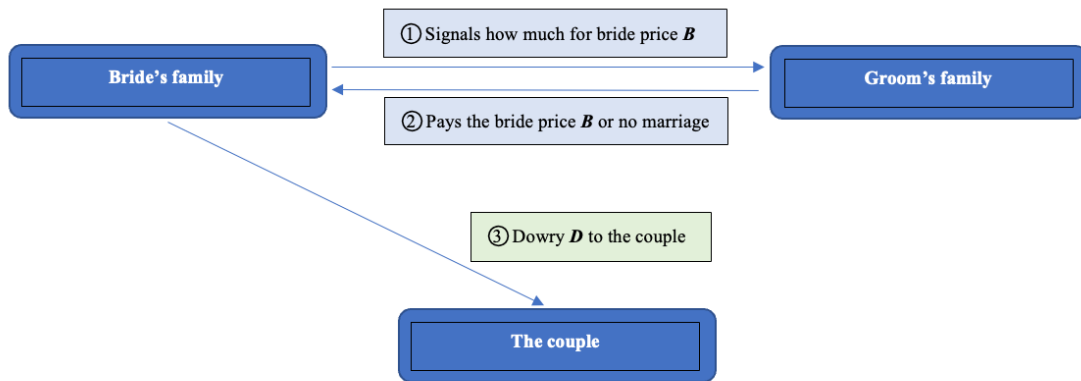 ① Signals how much for bride price B
Bride’s family
Groom’s family
② Pays the bride price B or no marriage
③ Dowry D to the couple
The couple